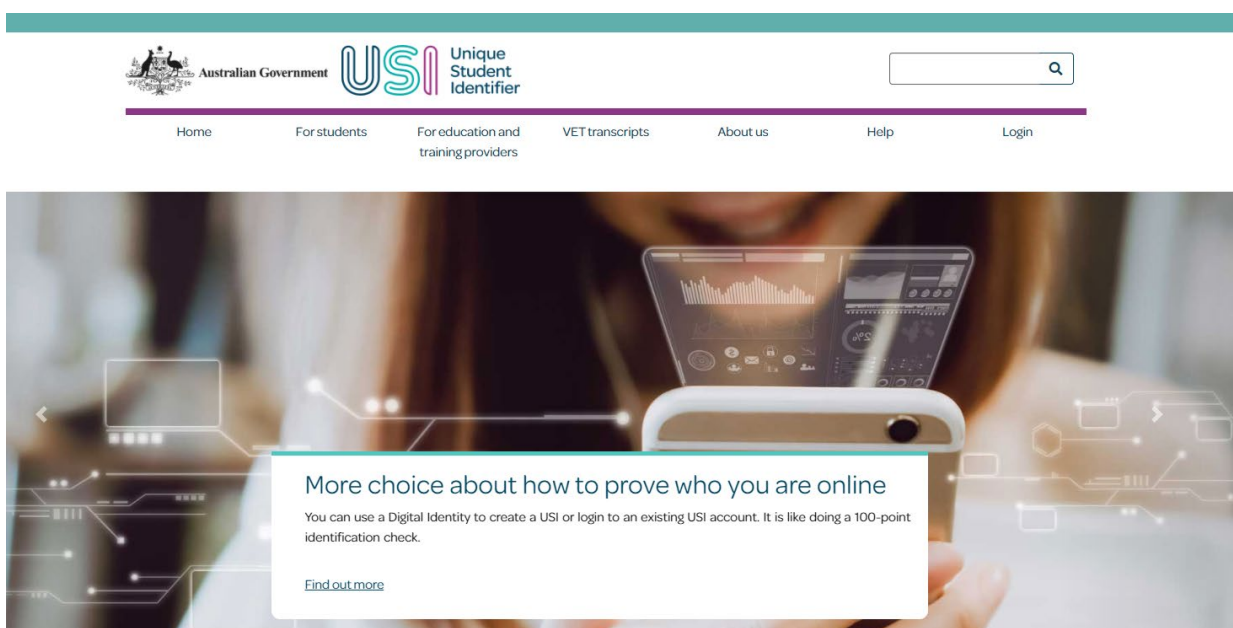 Australian Government
USI
Unique
Student
Identifier
Home
For students
For education and
training providers
VET transcripts
About us
Help
Login
More choice about how to prove who you are online
You can use a Digital Identity to create a USI or login to an existing USI account. It is like doing a 100-point
identification check.
Find out more